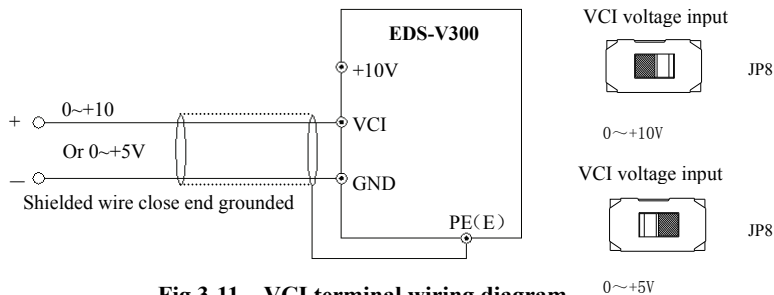 EDS-V300
VCI voltage input
+10V
JP8
+ 0~+10
VCI
0～+10V
Or 0~+5V
VCI voltage input
— GND
Shielded wire close end grounded
PE(E)
JP8
0～+5V
Fig 3-11 VCI terminal wiring diagram